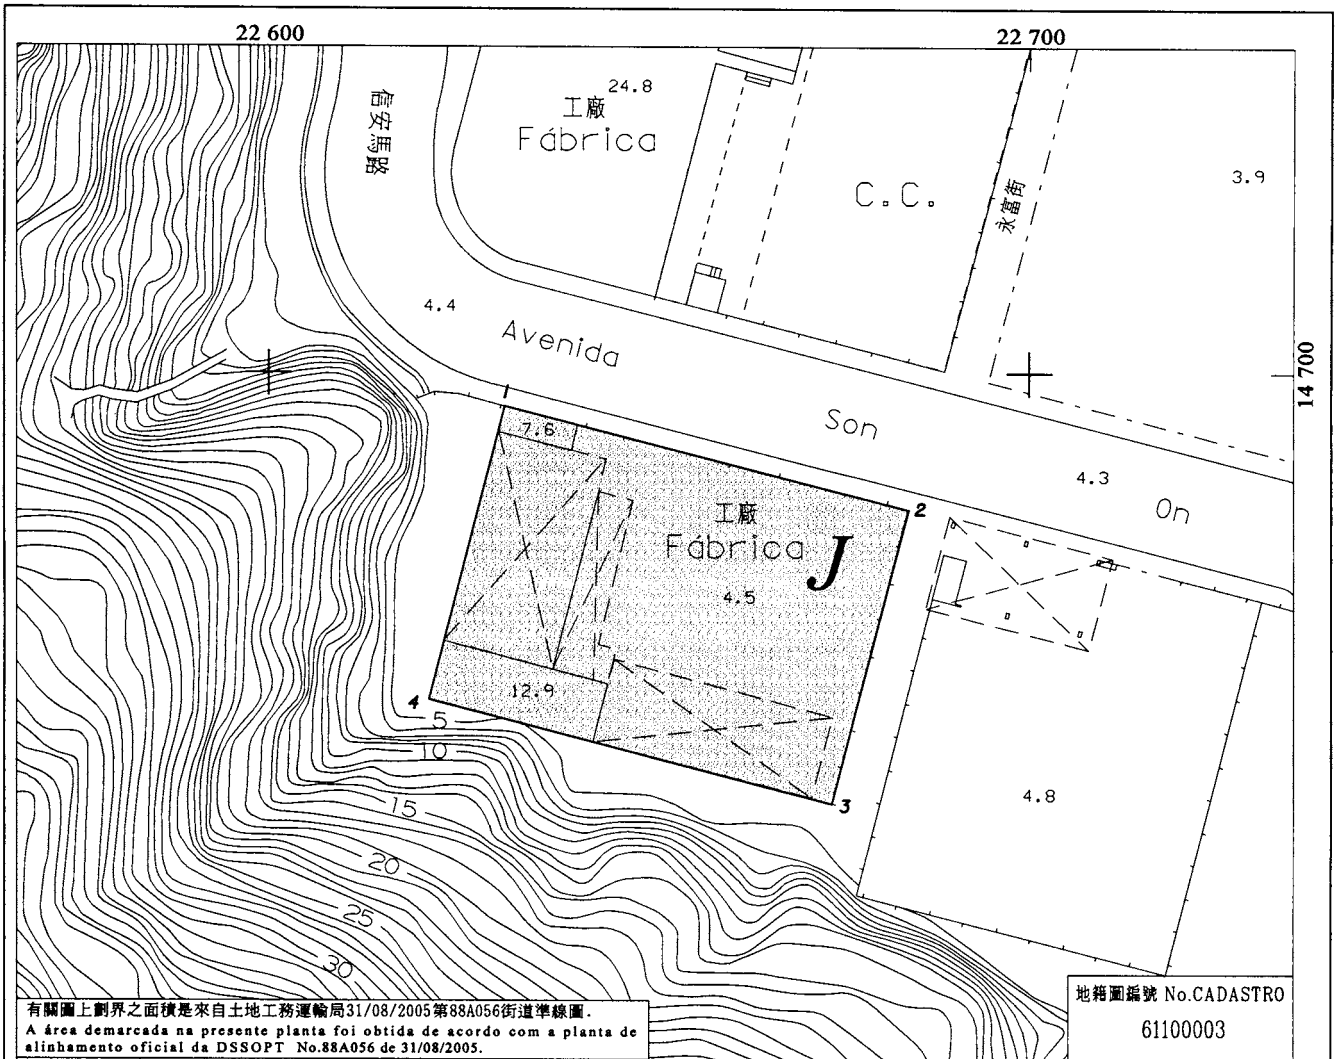 22 600
22 700
24.8
工廠
Fábrica
信安馬路
C.C.
永富街
3.9
4.4
Avenida
14 700
1
Son
7.6
4.3
2
On
工廠
Fábrica
J
4.5
12.9
4
5
10
3
4.8
15
20
25
30
有關圖上劃界之面積是來自土地工務運輸局31/08/2005第88A056街道準線圖.
A área demarcada na presente planta foi obtida de acordo com a planta de
alinhamento oficial da DSSOPT No.88A056 de 31/08/2005.
地籍圖編號 No.CADASTRO
61100003